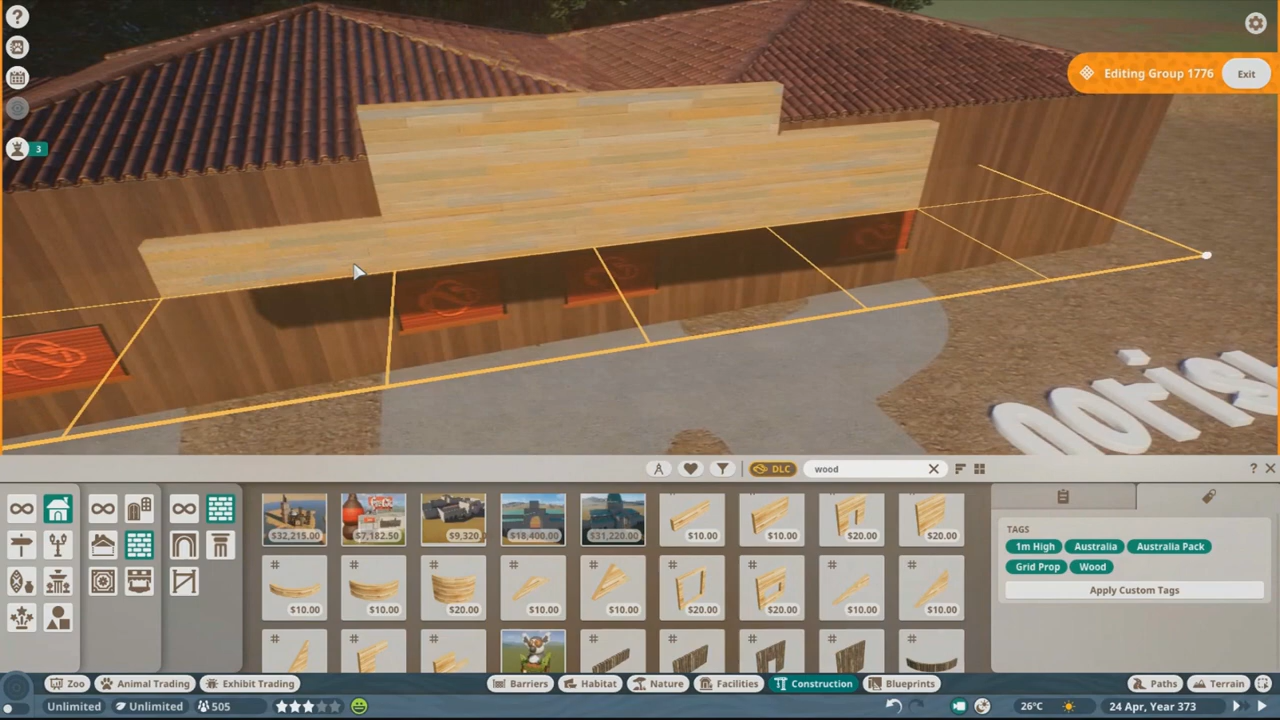 ?
Editing Group 1776
Exit
3
norisl
DLC
wood
?
$32,215.00
$7,182.50
$9,320
$18,400.00
$31,220.00
$10.00
$10.00
$20.00
$20.00
$10.00
$10.00
$20.00
$10.00
$10.00
$20.00
$20.00
$10.00
$10.00
TAGS
1m High
Australia
Australia Pack
Grid Prop
Wood
Apply Custom Tags
Zoo
Animal Trading
Exhibit Trading
Barriers
Habitat
Nature
Facilities
Construction
Blueprints
Paths
Terrain
Unlimited
Unlimited
505
26°C
24 Apr, Year 373